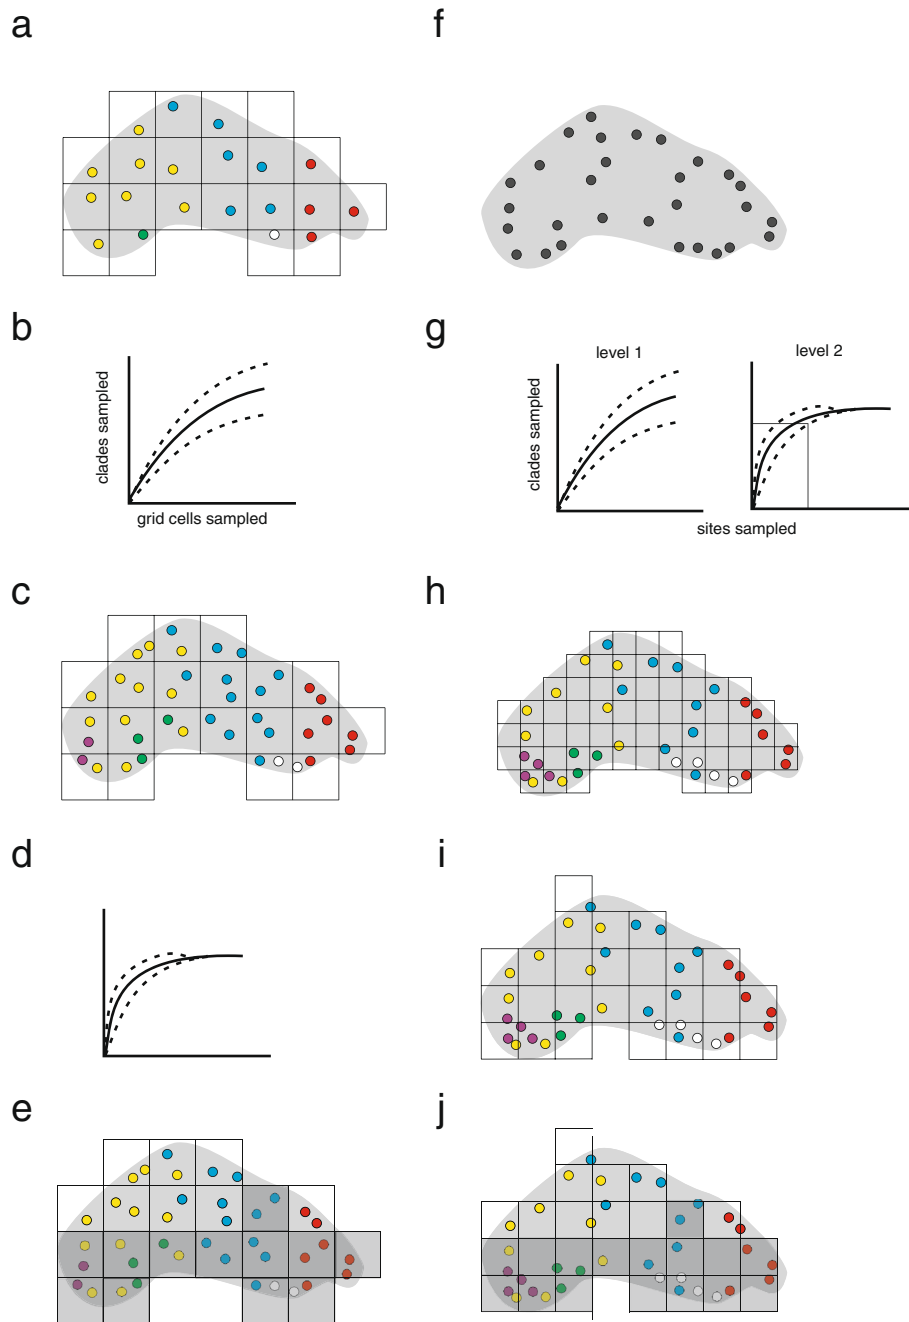 a
f
b
clades sampled
grid cells sampled
g
level 1
level 2
clades sampled
sites sampled
c
h
d
i
e
j